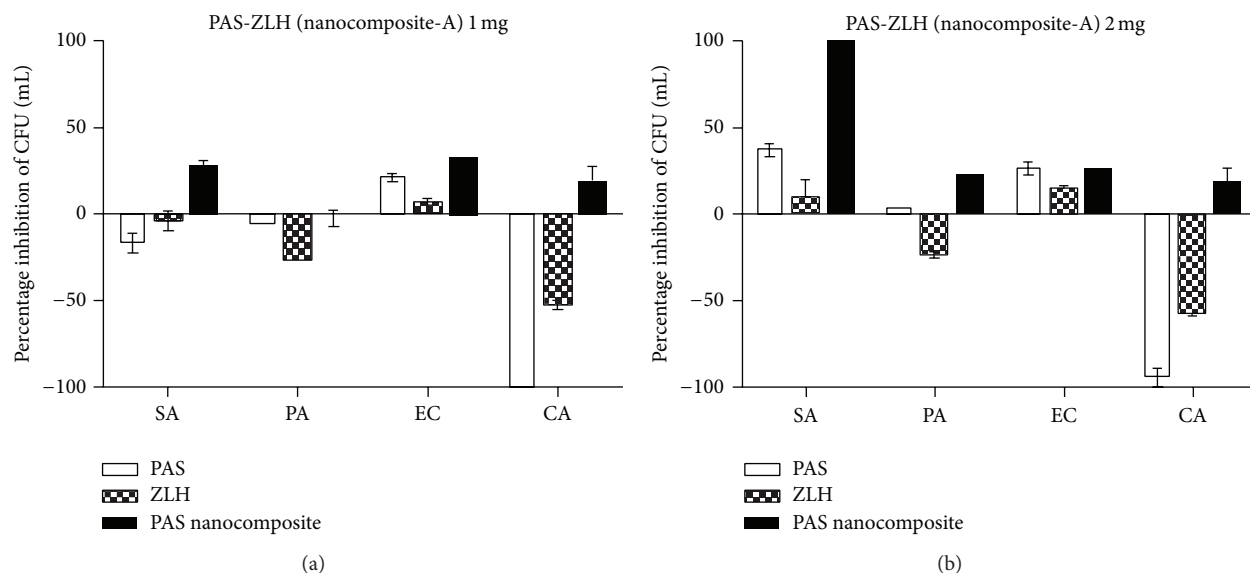 PAS-ZLH (nanocomposite-A) 1 mg
Percentage inhibition of CFU (mL)
100
50
0
−50
−100
SA
PA
EC
CA
PAS
ZLH
PAS nanocomposite
(a)
PAS-ZLH (nanocomposite-A) 2 mg
Percentage inhibition of CFU (mL)
100
50
0
−50
−100
SA
PA
EC
CA
PAS
ZLH
PAS nanocomposite
(b)